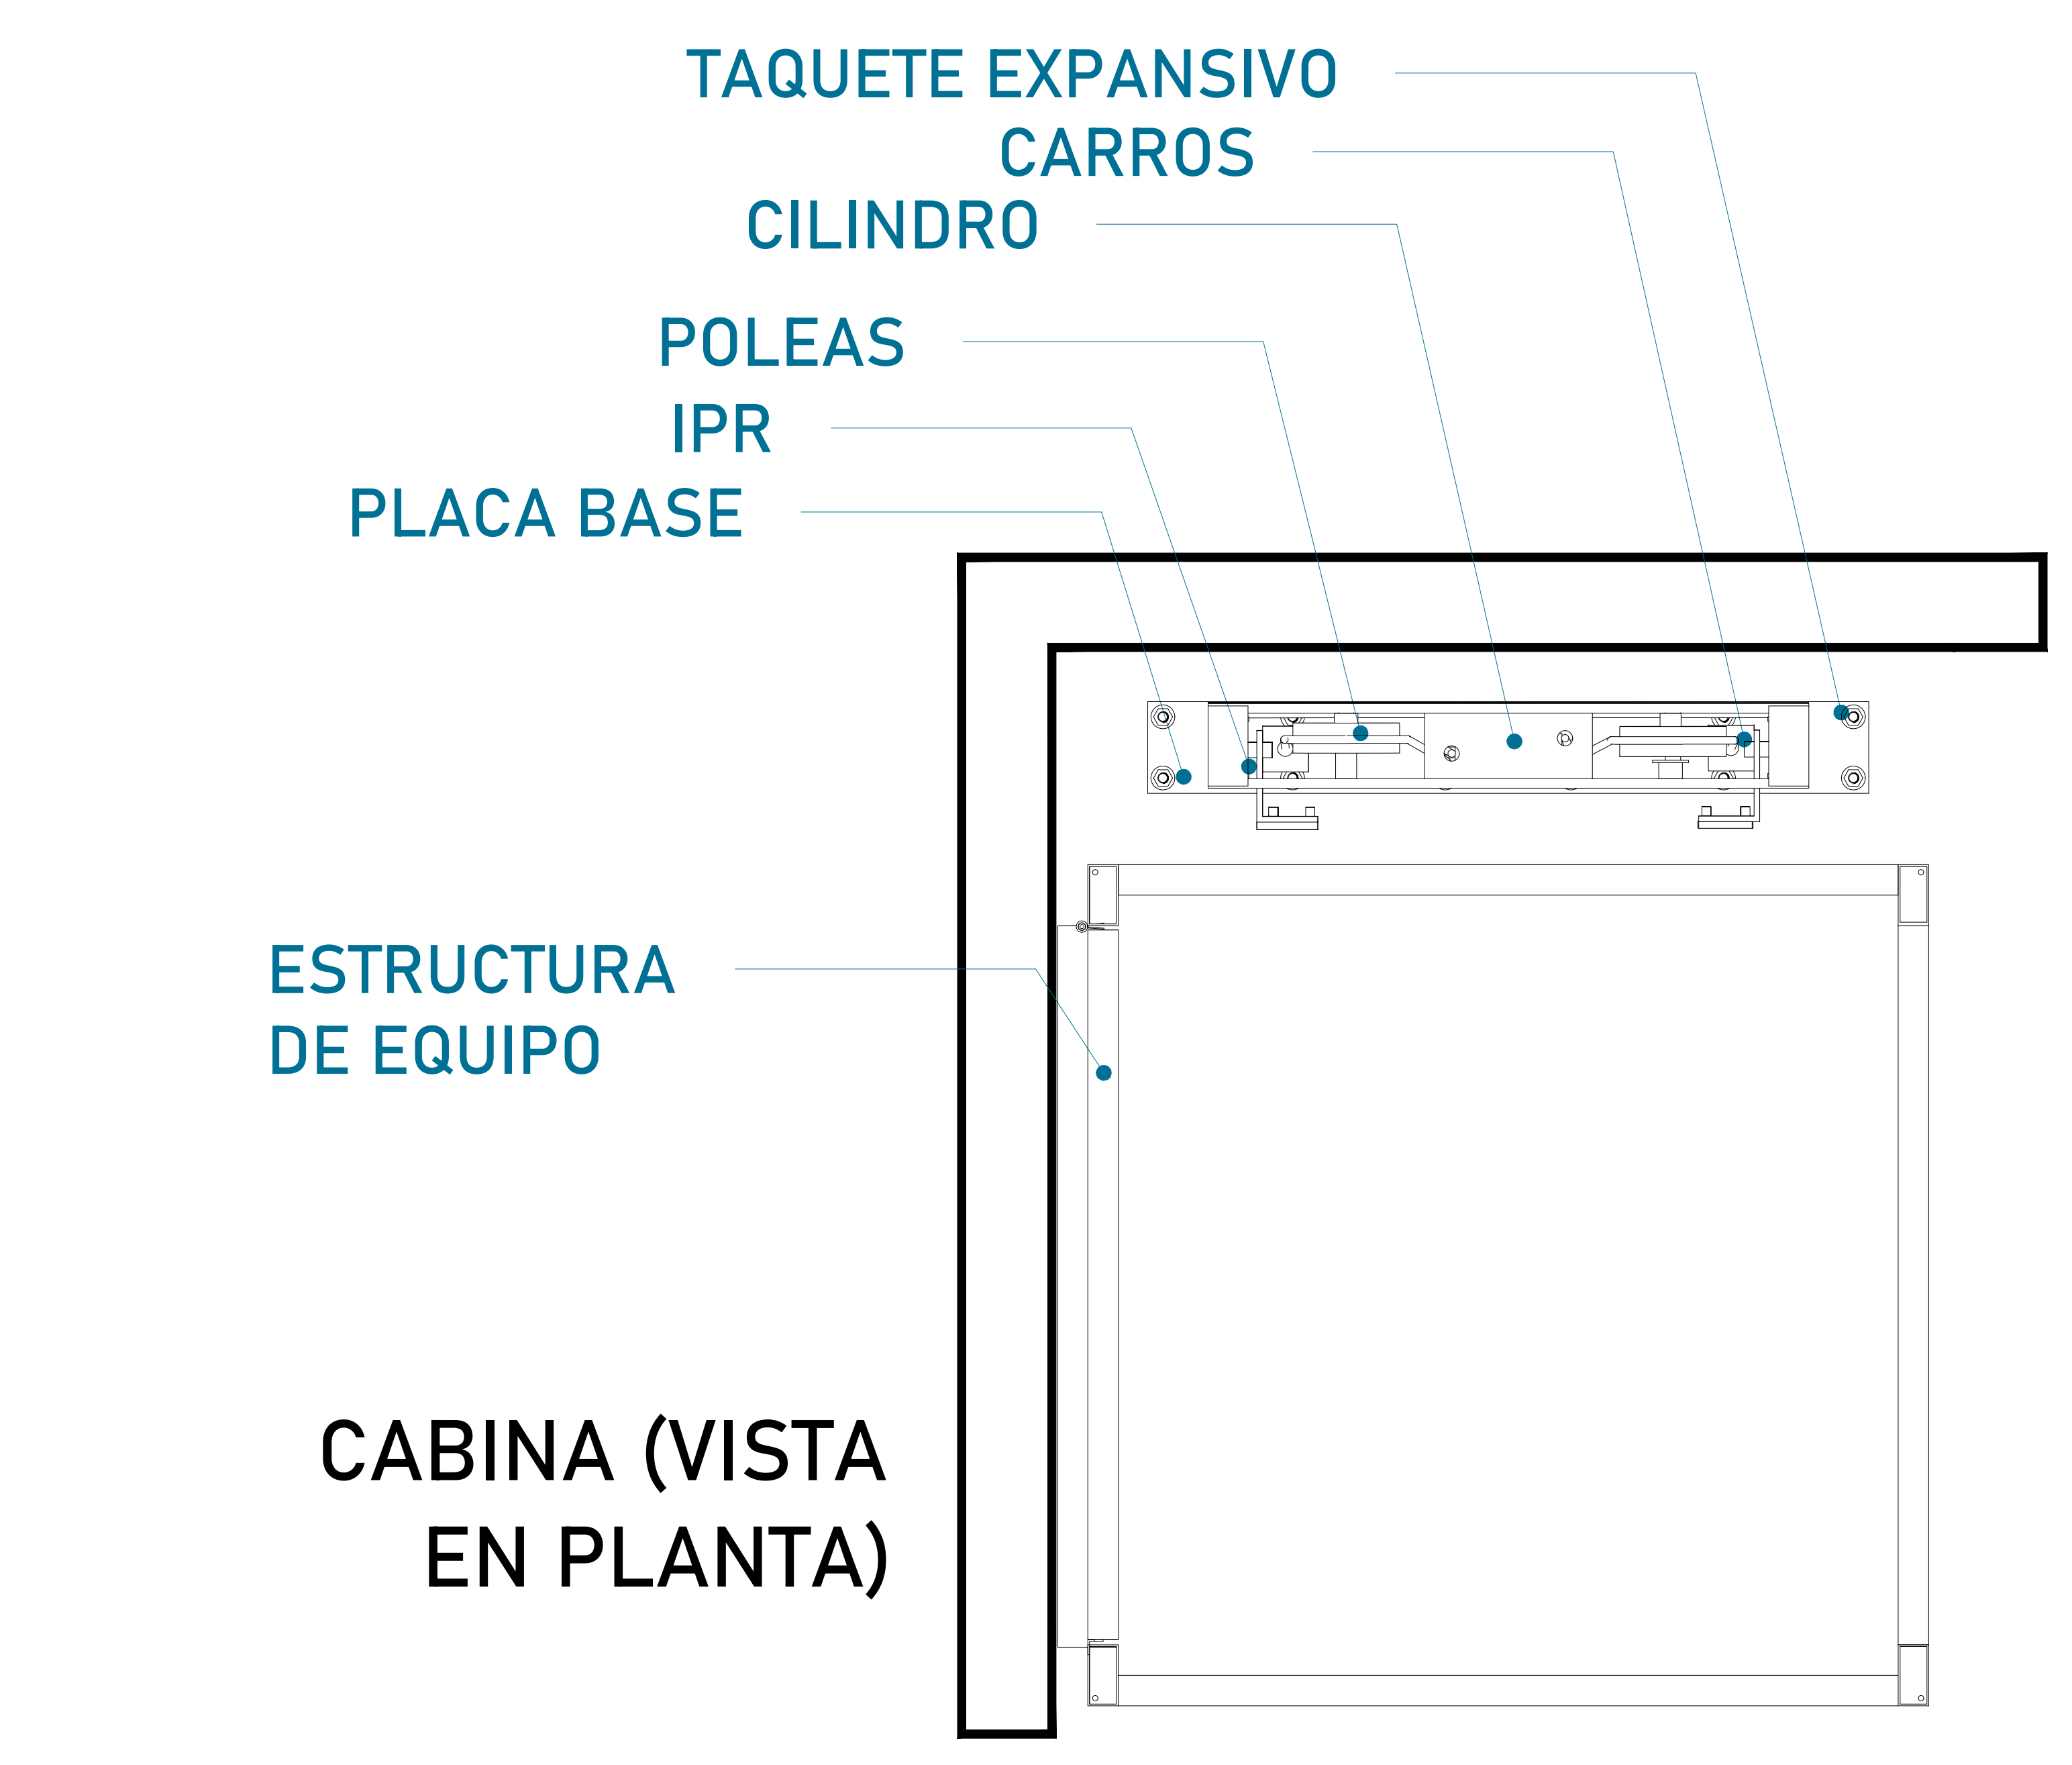 TAQUETE EXPANSIVO
CARROS
CILINDRO
POLEAS
IPR
PLACA BASE
ESTRUCTURA
DE EQUIPO
CABINA (VISTA
EN PLANTA)